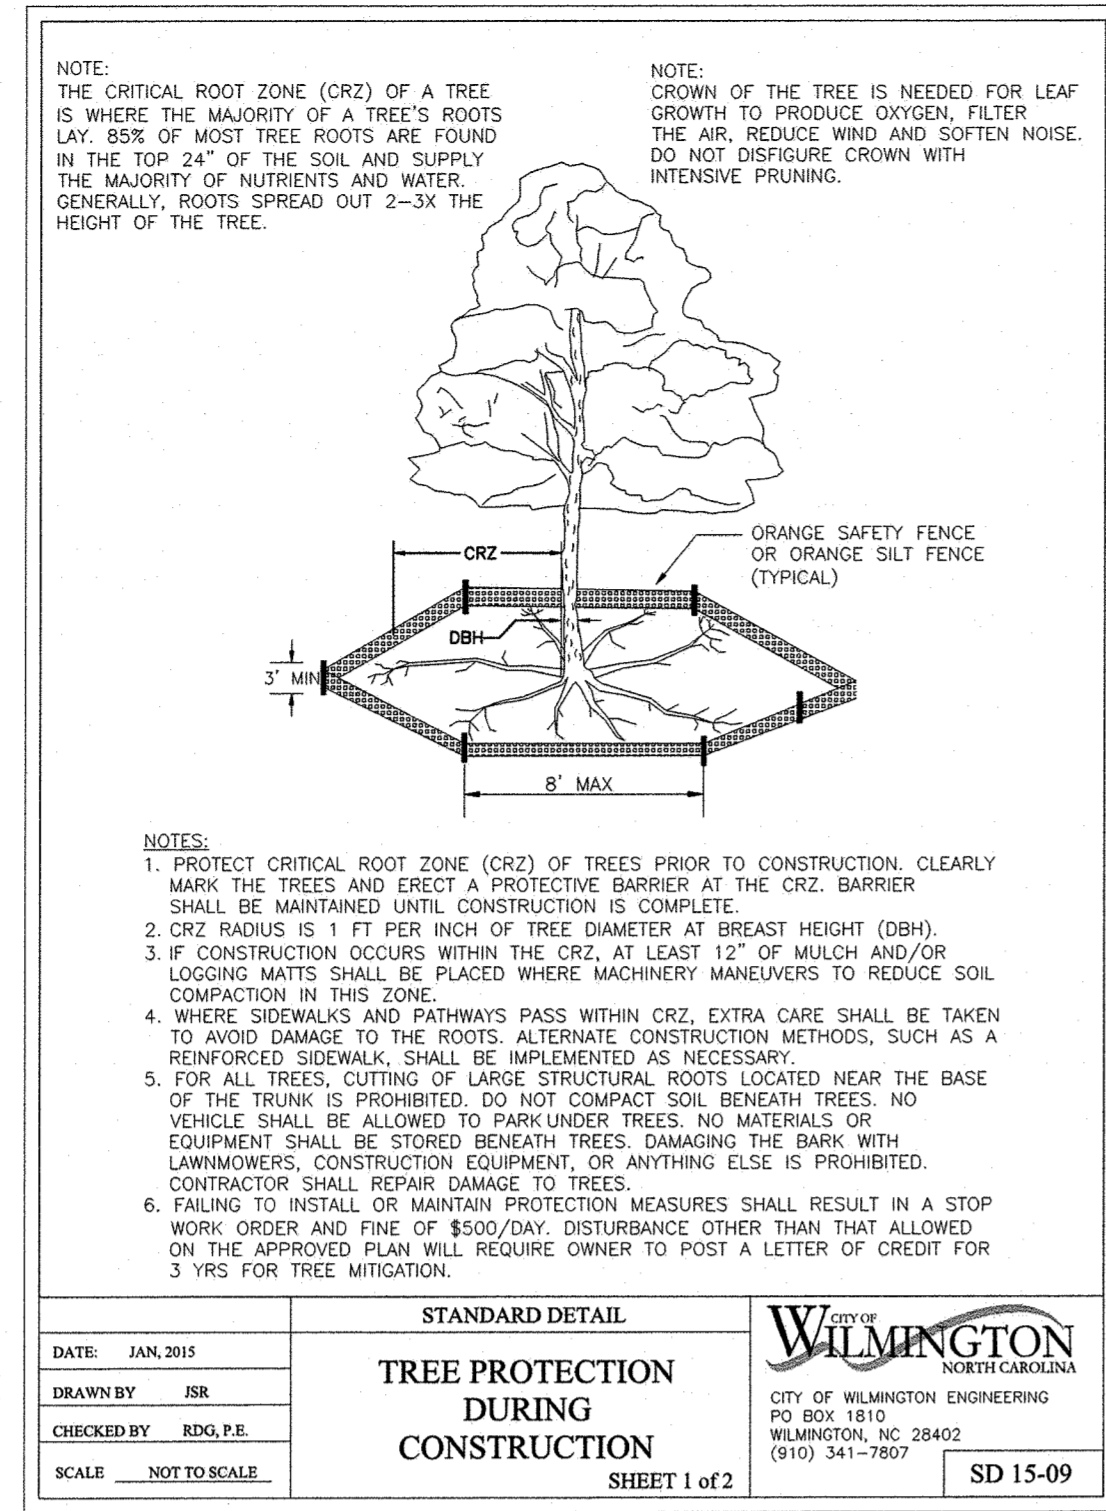 NOTE:
THE CRITICAL ROOT ZONE (CRZ) OF A TREE
IS WHERE THE MAJORITY OF A TREE'S ROOTS
LAY. 85% OF MOST TREE ROOTS ARE FOUND
IN THE TOP 24" OF THE SOIL AND SUPPLY
THE MAJORITY OF NUTRIENTS AND WATER.
GENERALLY, ROOTS SPREAD OUT 2-3X THE
HEIGHT OF THE TREE.
NOTE:
CROWN OF THE TREE IS NEEDED FOR LEAF
GROWTH TO PRODUCE OXYGEN, FILTER
THE AIR, REDUCE WIND AND SOFTEN NOISE.
DO NOT DISFIGURE CROWN WITH
INTENSIVE PRUNING.
ORANGE SAFETY FENCE
OR ORANGE SILT FENCE
(TYPICAL)
CRZ
DBH
3' MIN
8' MAX
NOTES:
1. PROTECT CRITICAL ROOT ZONE (CRZ) OF TREES PRIOR TO CONSTRUCTION. CLEARLY
MARK THE TREES AND ERECT A PROTECTIVE BARRIER AT THE CRZ. BARRIER
SHALL BE MAINTAINED UNTIL CONSTRUCTION IS COMPLETE.
2. CRZ RADIUS IS 1 FT PER INCH OF TREE DIAMETER AT BREAST HEIGHT (DBH).
3. IF CONSTRUCTION OCCURS WITHIN THE CRZ, AT LEAST 12" OF MULCH AND/OR
LOGGING MATTS SHALL BE PLACED WHERE MACHINERY MANEUVERS TO REDUCE SOIL
COMPACTION IN THIS ZONE.
4. WHERE SIDEWALKS AND PATHWAYS PASS WITHIN CRZ, EXTRA CARE SHALL BE TAKEN
TO AVOID DAMAGE TO THE ROOTS. ALTERNATE CONSTRUCTION METHODS, SUCH AS A
REINFORCED SIDEWALK, SHALL BE IMPLEMENTED AS NECESSARY.
5. FOR ALL TREES, CUTTING OF LARGE STRUCTURAL ROOTS LOCATED NEAR THE BASE
OF THE TRUNK IS PROHIBITED. DO NOT COMPACT SOIL BENEATH TREES. NO
VEHICLE SHALL BE ALLOWED TO PARK UNDER TREES. NO MATERIALS OR
EQUIPMENT SHALL BE STORED BENEATH TREES. DAMAGING THE BARK WITH
LAWNMOWERS, CONSTRUCTION EQUIPMENT, OR ANYTHING ELSE IS PROHIBITED.
CONTRACTOR SHALL REPAIR DAMAGE TO TREES.
6. FAILING TO INSTALL OR MAINTAIN PROTECTION MEASURES SHALL RESULT IN A STOP
WORK ORDER AND FINE OF $500/DAY. DISTURBANCE OTHER THAN THAT ALLOWED
ON THE APPROVED PLAN WILL REQUIRE OWNER TO POST A LETTER OF CREDIT FOR
3 YRS FOR TREE MITIGATION.
DATE: JAN, 2015
DRAWN BY JSR
CHECKED BY RDG, P.E.
SCALE NOT TO SCALE
STANDARD DETAIL
TREE PROTECTION
DURING
CONSTRUCTION
SHEET 1 of 2
CITY OF
WILMINGTON
NORTH CAROLINA
CITY OF WILMINGTON ENGINEERING
PO BOX 1810
WILMINGTON, NC 28402
(910) 341-7807
SD 15-09